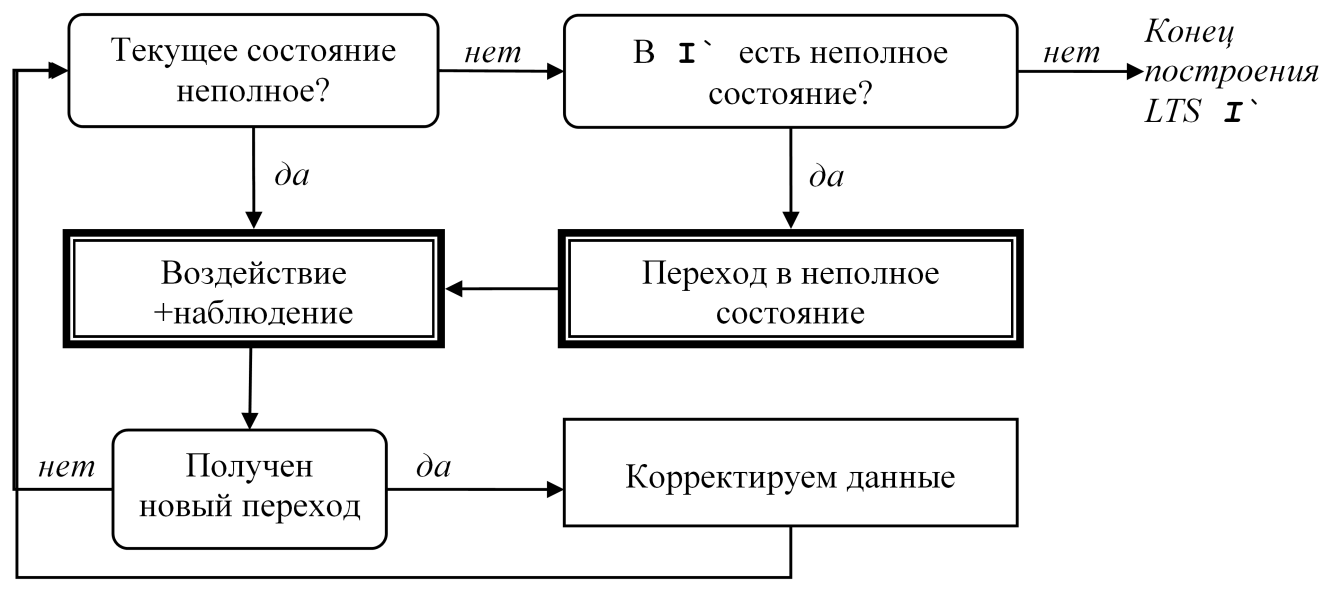 Текущее состояние
неполное?
нет
В I` есть неполное
состояние?
нет
Конец
построения
LTS I`
да
да
Воздействие
+наблюдение
Переход в неполное
состояние
нет
Получен
новый переход
да
Корректируем данные